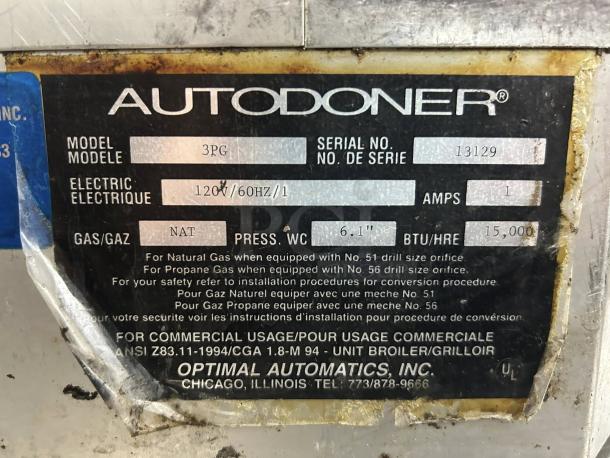 INC.
AUTODONER®
MODEL 3PG SERIAL NO. 13129
MODELE NO. DE SERIE
ELECTRIC 120V/60HZ/1 AMPS 1
ELECTRIQUE
GAS/GAZ NAT PRESS. WC 6.1" BTU/HRE 15,000
For Natural Gas when equipped with No. 51 drill size orifice.
For Propane Gas when equipped with No. 56 drill size orifice.
For your safety refer to installation procedures for conversion procedure.
Pour Gaz Naturel equiper avec une meche No. 51
Pour Gaz Propane equiper avec une meche No. 56
Pour votre securite voir les instructions d'installation pour procedure de conversion.
FOR COMMERCIAL USAGE/POUR USAGE COMMERCIALE
ANSI Z83.11-1994/CGA 1.8-M 94 - UNIT BROILER/GRILLOIR
OPTIMAL AUTOMATICS, INC.
CHICAGO, ILLINOIS TEL: 773/878-9666
UL